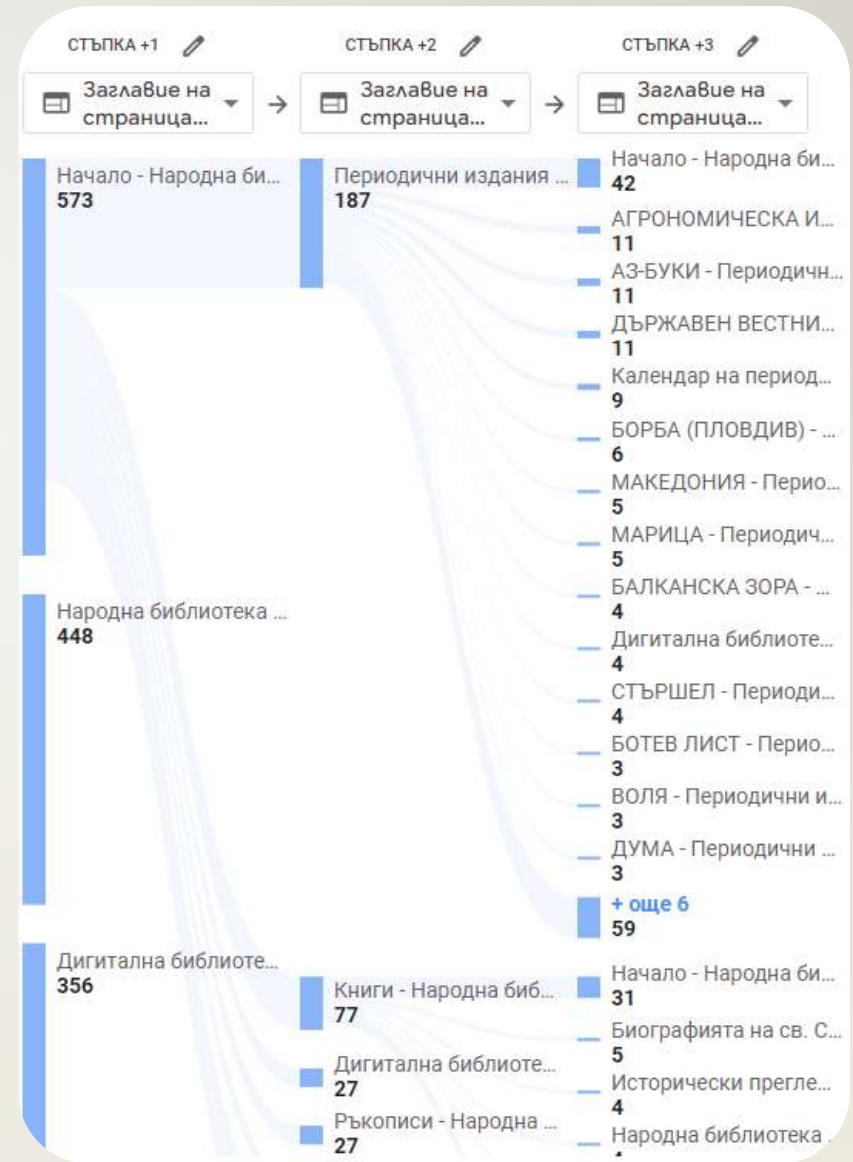 СТЪПКА +1
СТЪПКА +2
СТЪПКА +3
Заглавие на
страница...
Заглавие на
страница...
Заглавие на
страница...
Начало - Народна би...
573
Народна библиотека ...
448
Дигитална библиоте...
356
Периодични издания ...
187
Книги - Народна биб...
77
Дигитална библиоте...
27
Ръкописи - Народна ...
27
Начало - Народна би...
42
АГРОНОМИЧЕСКА И...
11
АЗ-БУКИ - Периодичн...
11
ДЪРЖАВЕН ВЕСТНИ...
11
Календар на период...
9
БОРБА (ПЛОВДИВ) - ...
6
МАКЕДОНИЯ - Перио...
5
МАРИЦА - Периодич...
5
БАЛКАНСКА ЗОРА - ...
4
Дигитална библиоте...
4
СТЪРШЕЛ - Периоди...
4
БОТЕВ ЛИСТ - Перио...
3
ВОЛЯ - Периодични и...
3
ДУМА - Периодични ...
3
+ още 6
59
Начало - Народна би...
31
Биографията на св. С...
5
Исторически прегле...
4
Народна библиотека .